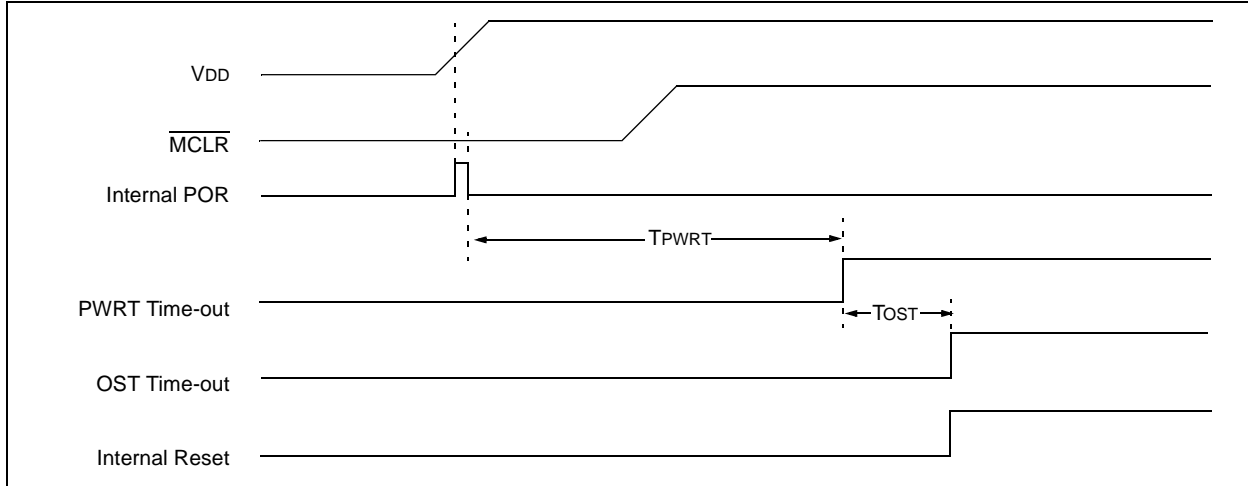 VDD
MCLR
Internal POR
TPWRT
PWRT Time-out
TOST
OST Time-out
Internal Reset